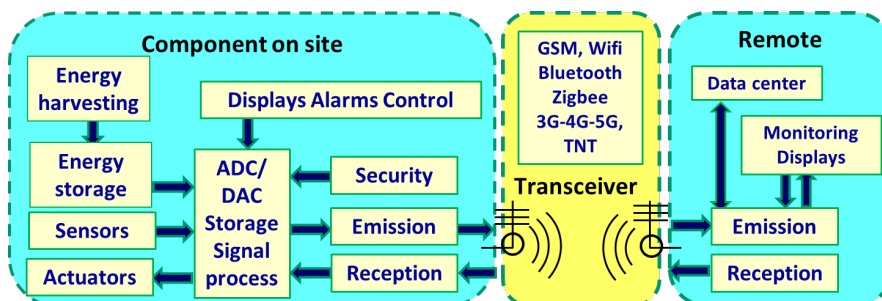 Component on site
Energy
harvesting
Displays Alarms Control
Energy
storage
ADC/
DAC
Storage
Signal
process
Security
Sensors
Emission
Actuators
Reception
GSM, Wifi
Bluetooth
Zigbee
3G-4G-5G,
TNT
Transceiver
Remote
Data center
Monitoring
Displays
Emission
Reception